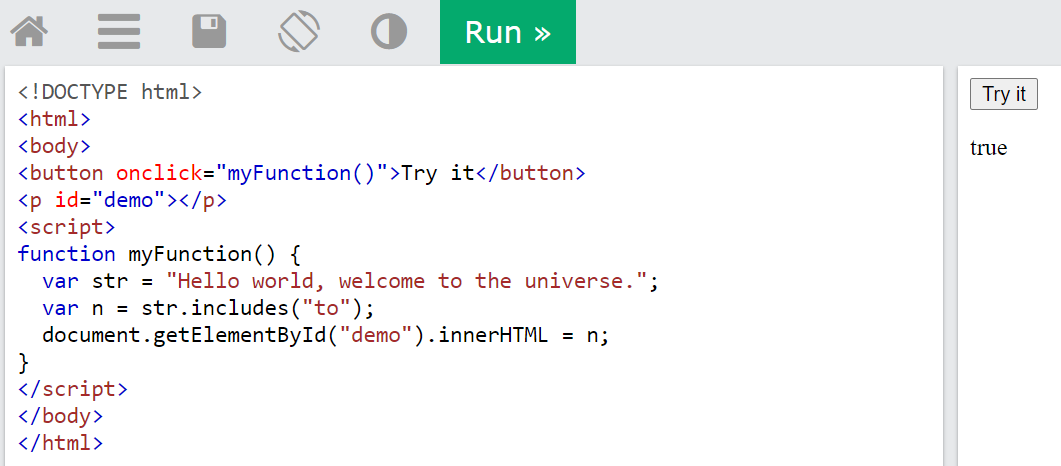 Run »
<!DOCTYPE html>
<html>
<body>
<button onclick="myFunction()">Try it</button>
<p id="demo"></p>
<script>
function myFunction() {
  var str = "Hello world, welcome to the universe.";
  var n = str.includes("to");
  document.getElementById("demo").innerHTML = n;
}
</script>
</body>
</html>
Try it
true